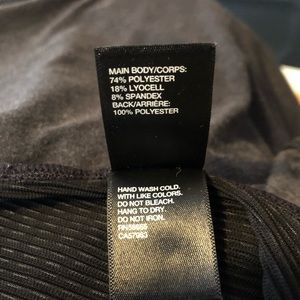 MAIN BODY/CORPS:
74% POLYESTER
18% LYOCELL
8% SPANDEX
BACK/ARRIÈRE:
100% POLYESTER
HAND WASH COLD.
WITH LIKE COLORS.
DO NOT BLEACH.
HANG TO DRY.
DO NOT IRON.